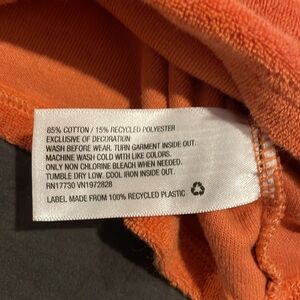 85% COTTON / 15% RECYCLED POLYESTER
EXCLUSIVE OF DECORATION
WASH BEFORE WEAR. TURN GARMENT INSIDE OUT.
MACHINE WASH COLD WITH LIKE COLORS.
ONLY NON CHLORINE BLEACH WHEN NEEDED.
TUMBLE DRY LOW. COOL IRON INSIDE OUT.
RN17730 VN1972828
LABEL MADE FROM 100% RECYCLED PLASTIC